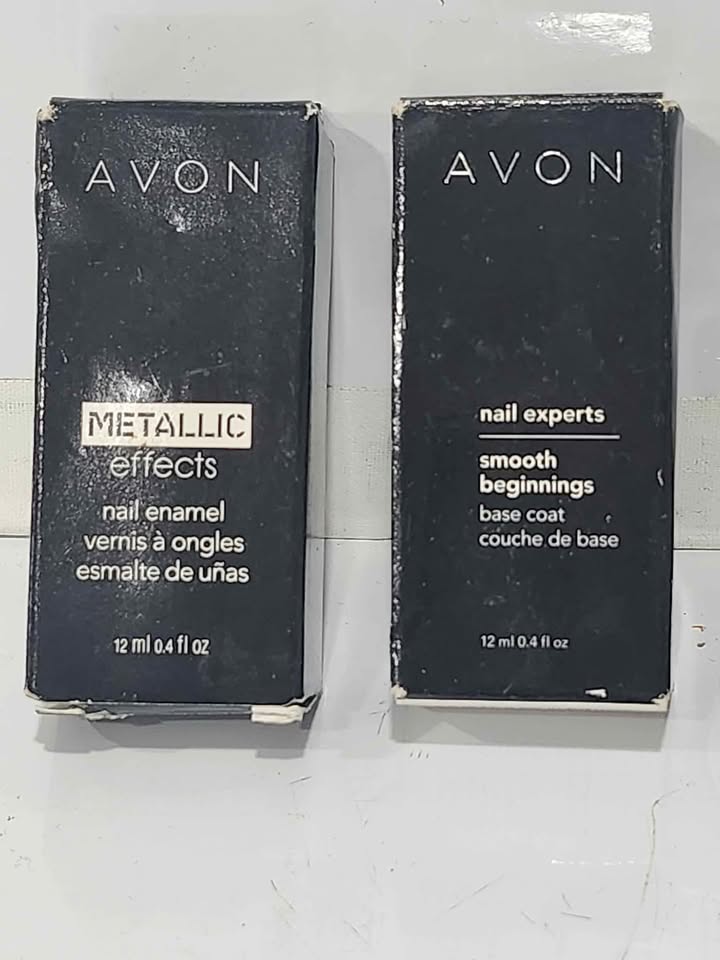 AVON
METALLIC
effects
nail enamel
vernis à ongles
esmalte de uñas
12 ml 0.4 fl oz
AVON
nail experts
smooth
beginnings
base coat
couche de base
12 ml 0.4 fl oz